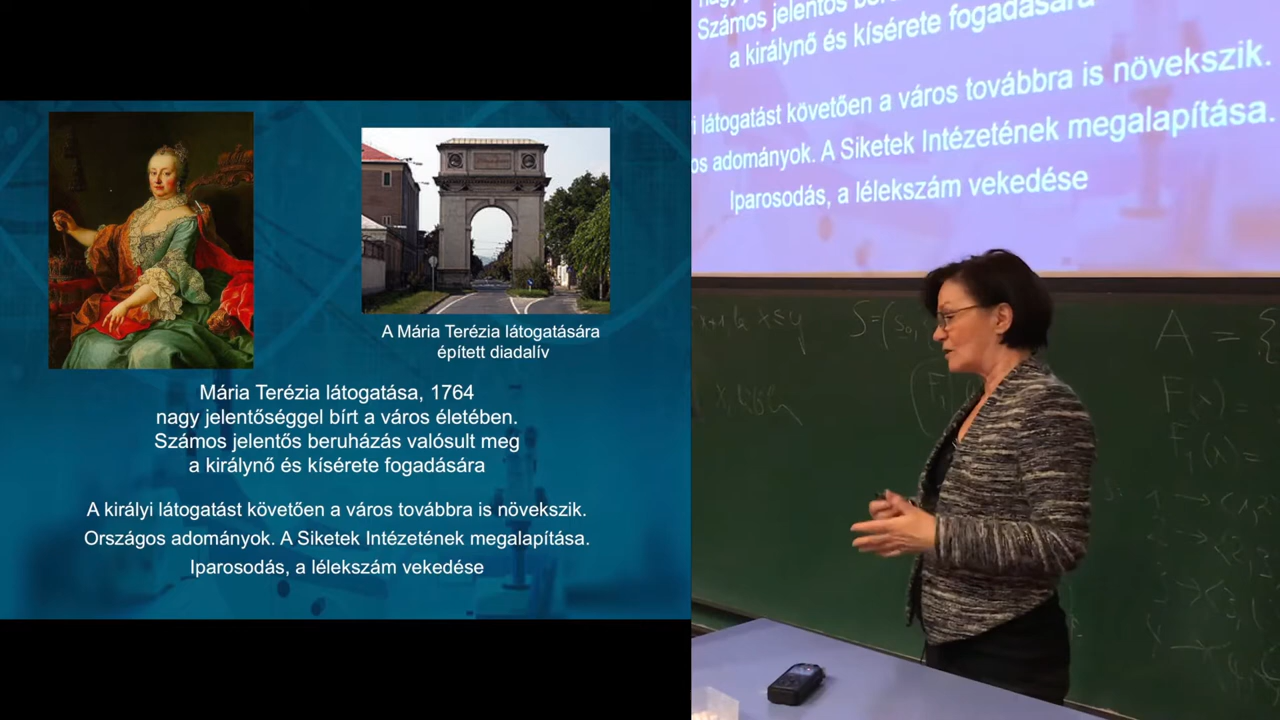 A Mária Terézia látogatására
épített diadalív
Mária Terézia látogatása, 1764
nagy jelentőséggel bírt a város életében.
Számos jelentős beruházás valósult meg
a királynő és kísérete fogadására
A királyi látogatást követően a város továbbra is növekszik.
Országos adományok. A Siketek Intézetének megalapítása.
Iparosodás, a lélekszám vekedése
Számos jelentős
a királynő és kísérete fogadására
i látogatást követően a város továbbra is növekszik.
os adományok. A Siketek Intézetének megalapítása.
Iparosodás, a lélekszám vekedése
x≤y
S=(S₀,
A = {
F(λ) =
F₁(λ) =